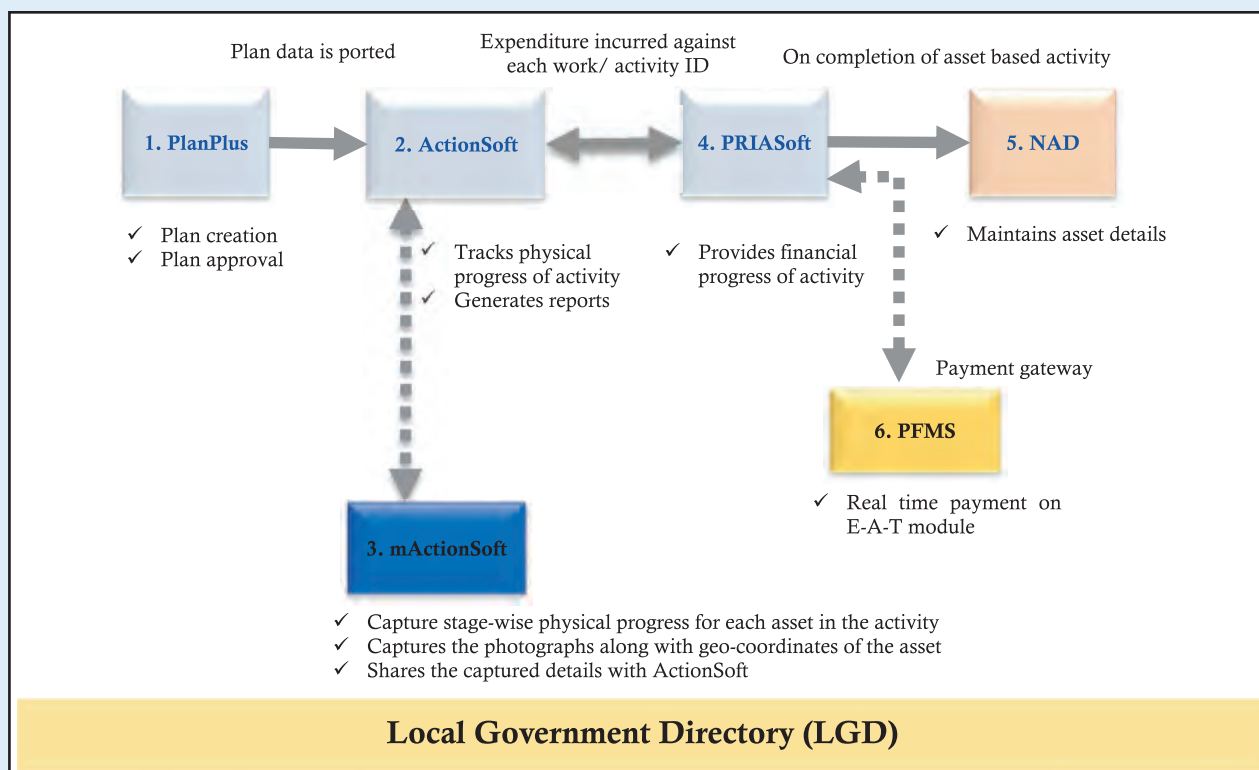 Plan data is ported
Expenditure incurred against
each work/ activity ID
On completion of asset based activity
1. PlanPlus
2. ActionSoft
4. PRIASoft
5. NAD
✓ Plan creation
✓ Plan approval
✓ Tracks physical
progress of activity
✓ Generates reports
✓ Provides financial
progress of activity
✓ Maintains asset details
Payment gateway
6. PFMS
✓ Real time payment on
E-A-T module
3. mActionSoft
✓ Capture stage-wise physical progress for each asset in the activity
✓ Captures the photographs along with geo-coordinates of the asset
✓ Shares the captured details with ActionSoft
Local Government Directory (LGD)